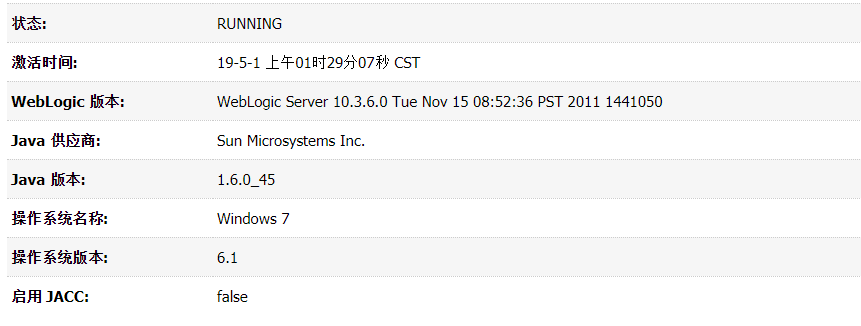 状态: RUNNING
激活时间: 19-5-1 上午01时29分07秒 CST
WebLogic 版本: WebLogic Server 10.3.6.0 Tue Nov 15 08:52:36 PST 2011 1441050
Java 供应商: Sun Microsystems Inc.
Java 版本: 1.6.0_45
操作系统名称: Windows 7
操作系统版本: 6.1
启用 JACC: false